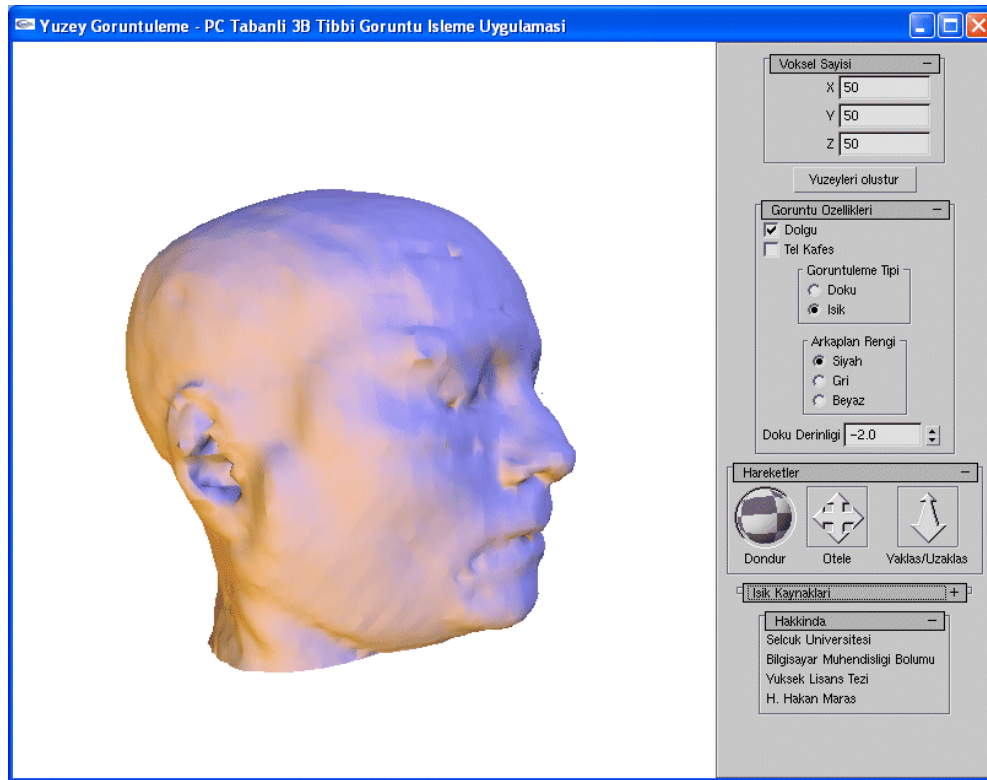 Yuzey Goruntuleme - PC Tabanli 3B Tibbi Goruntu Isleme Uygulamasi
Voksel Sayisi
X 50
Y 50
Z 50
Yuzeyleri olustur
Goruntu Ozellikleri
Dolgu
Tel Kafes
Goruntuleme Tipi
Doku
Isik
Arkaplan Rengi
Siyah
Gri
Beyaz
Doku Derinligi -2.0
Hareketler
Dondur Otele Yaklas/Uzaklas
Isik Kaynaklari
Hakkinda
Selcuk Universitesi
Bilgisayar Muhendisligi Bolumu
Yuksek Lisans Tezi
H. Hakan Maras